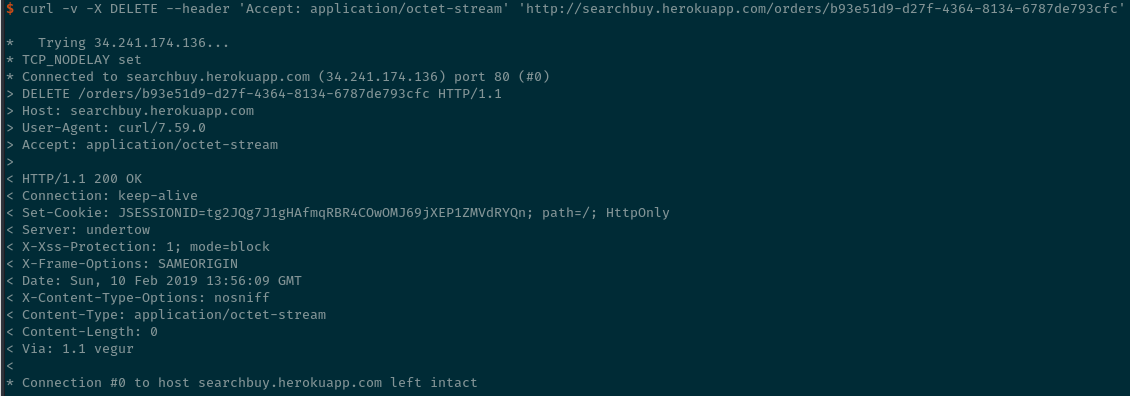 $ curl -v -X DELETE --header 'Accept: application/octet-stream' 'http://searchbuy.herokuapp.com/orders/b93e51d9-d27f-4364-8134-6787de793cfc'
*   Trying 34.241.174.136...
* TCP_NODELAY set
* Connected to searchbuy.herokuapp.com (34.241.174.136) port 80 (#0)
> DELETE /orders/b93e51d9-d27f-4364-8134-6787de793cfc HTTP/1.1
> Host: searchbuy.herokuapp.com
> User-Agent: curl/7.59.0
> Accept: application/octet-stream
>
< HTTP/1.1 200 OK
< Connection: keep-alive
< Set-Cookie: JSESSIONID=tg2JQg7J1gHAfmqRBR4COwOMJ69jXEP1ZMVdRYQn; path=/; HttpOnly
< Server: undertow
< X-Xss-Protection: 1; mode=block
< X-Frame-Options: SAMEORIGIN
< Date: Sun, 10 Feb 2019 13:56:09 GMT
< X-Content-Type-Options: nosniff
< Content-Type: application/octet-stream
< Content-Length: 0
< Via: 1.1 vegur
<
* Connection #0 to host searchbuy.herokuapp.com left intact